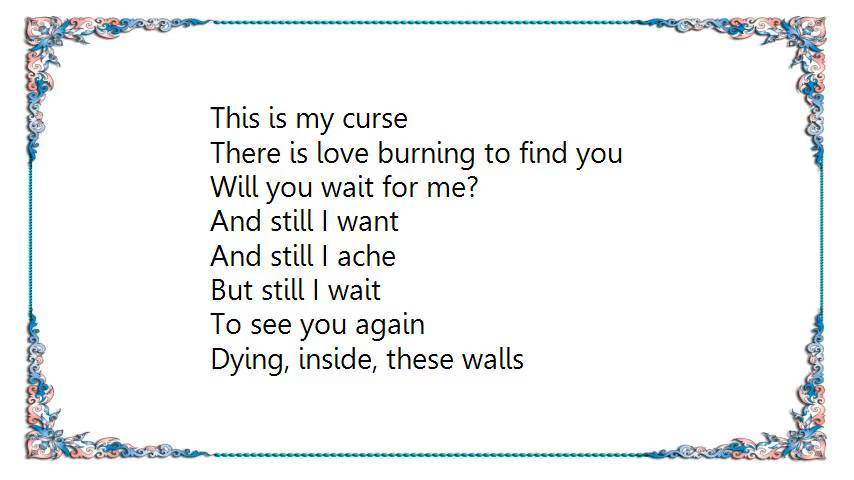 This is my curse
There is love burning to find you
Will you wait for me?
And still I want
And still I ache
But still I wait
To see you again
Dying, inside, these walls